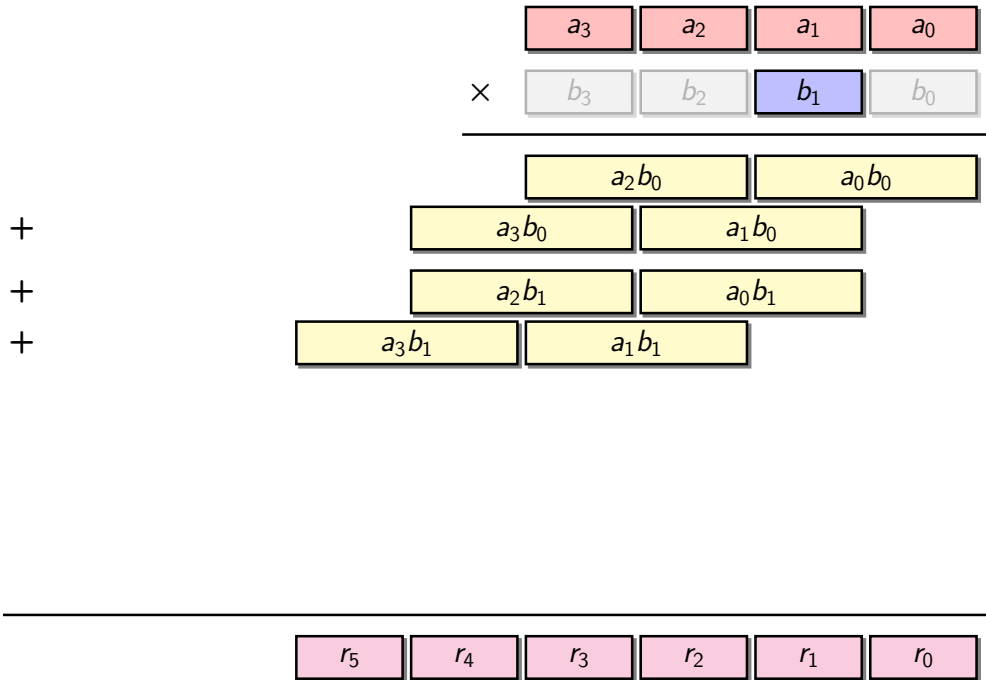 a₃ a₂ a₁ a₀
× b₃ b₂ b₁ b₀
a₂b₀ a₀b₀
+ a₃b₀ a₁b₀
+ a₂b₁ a₀b₁
+ a₃b₁ a₁b₁
r₅ r₄ r₃ r₂ r₁ r₀